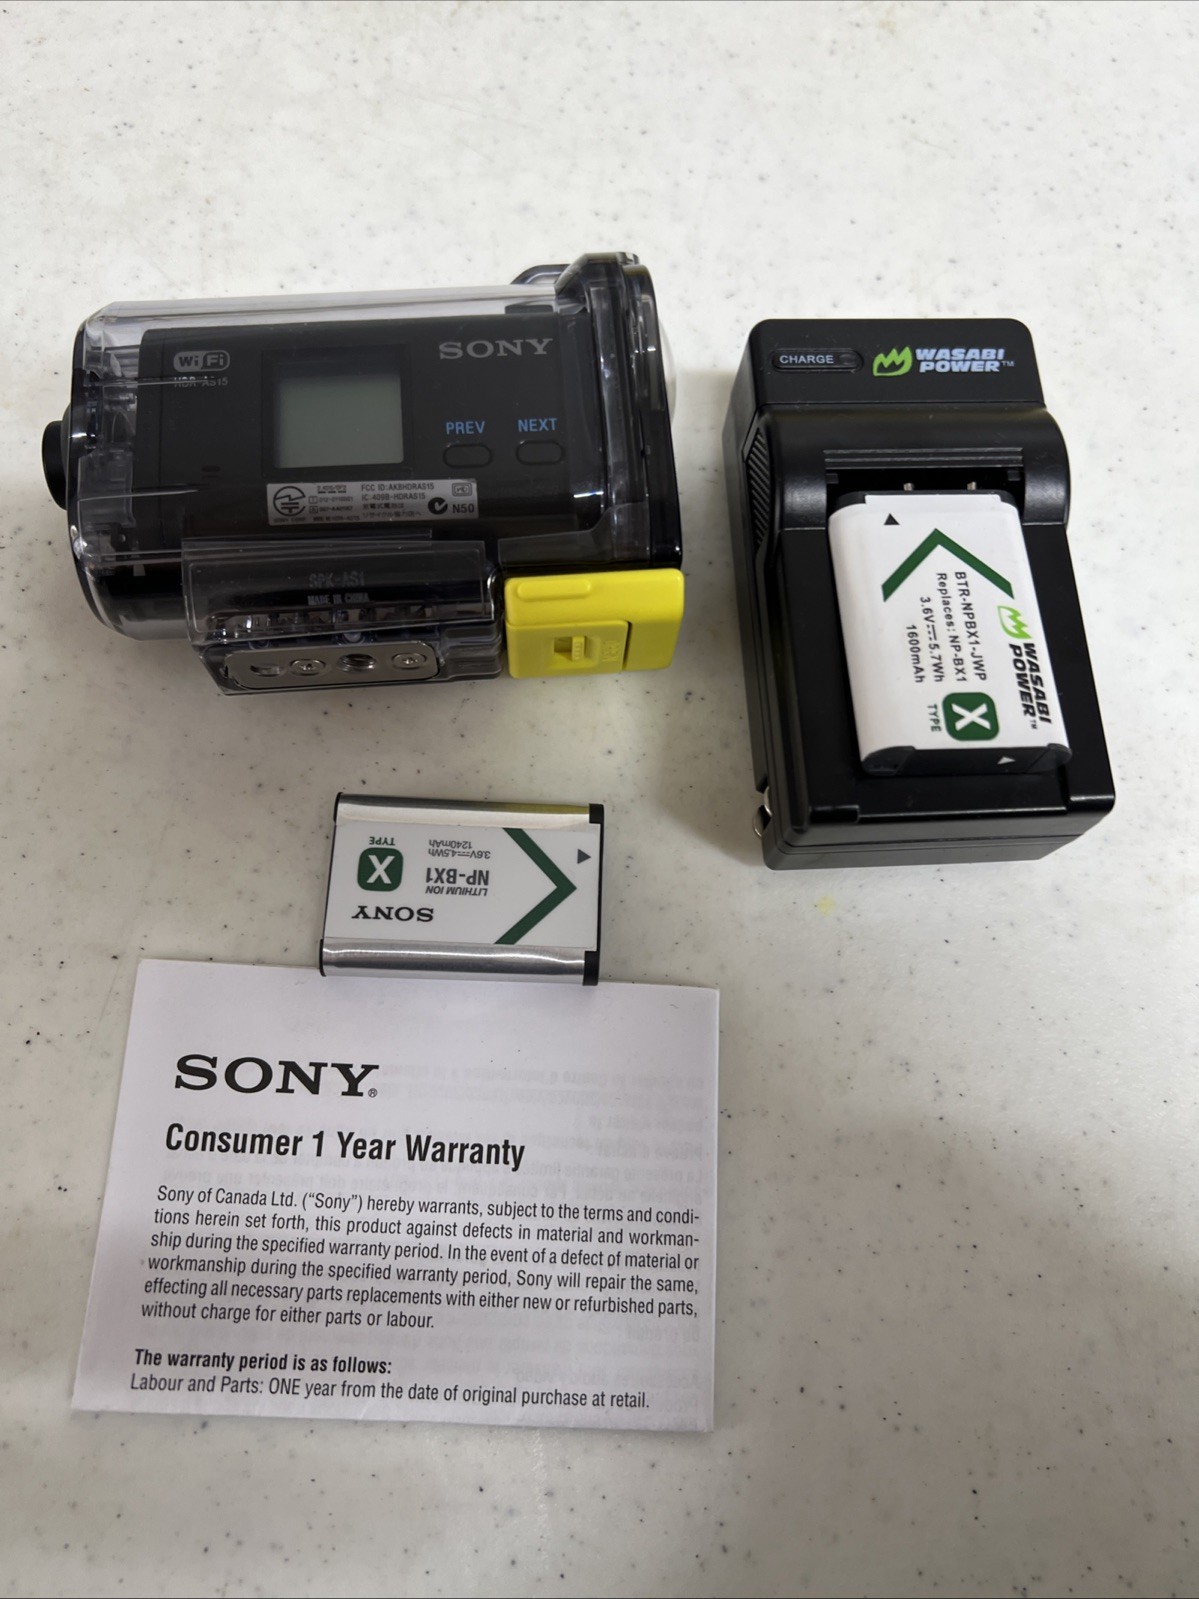 Wi Fi
HDR-AS15
SONY
PREV
NEXT
FCC ID:AK8HDRAS15
IC:409B-HDRAS15
N50
SPK-AS1
MADE IN CHINA
CHARGE
WASABI
POWER™
WASABI
POWER™
BTR-NPBX1-JWP
Replaces: NP-BX1
3.6V⎓5.7Wh
1600mAh
X
TYPE
SONY
LITHIUM ION
NP-BX1
3.6V⎓4.5Wh
1240mAh
X
TYPE
SONY®
Consumer 1 Year Warranty
Sony of Canada Ltd. (“Sony”) hereby warrants, subject to the terms and condi-
tions herein set forth, this product against defects in material and workman-
ship during the specified warranty period. In the event of a defect of material or
workmanship during the specified warranty period, Sony will repair the same,
effecting all necessary parts replacements with either new or refurbished parts,
without charge for either parts or labour.
The warranty period is as follows:
Labour and Parts: ONE year from the date of original purchase at retail.